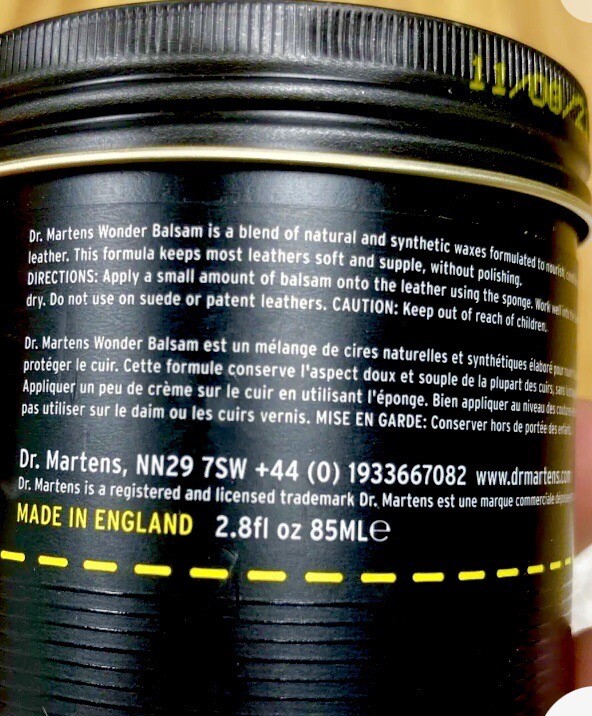 11/08/2
Dr. Martens Wonder Balsam is a blend of natural and synthetic waxes formulated to nourish,
leather. This formula keeps most leathers soft and supple, without polishing.
DIRECTIONS: Apply a small amount of balsam onto the leather using the sponge. Work well into
dry. Do not use on suede or patent leathers. CAUTION: Keep out of reach of children.
Dr. Martens Wonder Balsam est un mélange de cires naturelles et synthétiques élaboré pour
protéger le cuir. Cette formule conserve l'aspect doux et souple de la plupart des cuirs, sans
Appliquer un peu de crème sur le cuir en utilisant l'éponge. Bien appliquer au niveau des coutures
pas utiliser sur le daim ou les cuirs vernis. MISE EN GARDE: Conserver hors de portée des enfants.
Dr. Martens, NN29 7SW +44 (0) 1933667082 www.drmartens.com
Dr. Martens is a registered and licensed trademark Dr. Martens est une marque commerciale
MADE IN ENGLAND 2.8fl oz 85ML℮